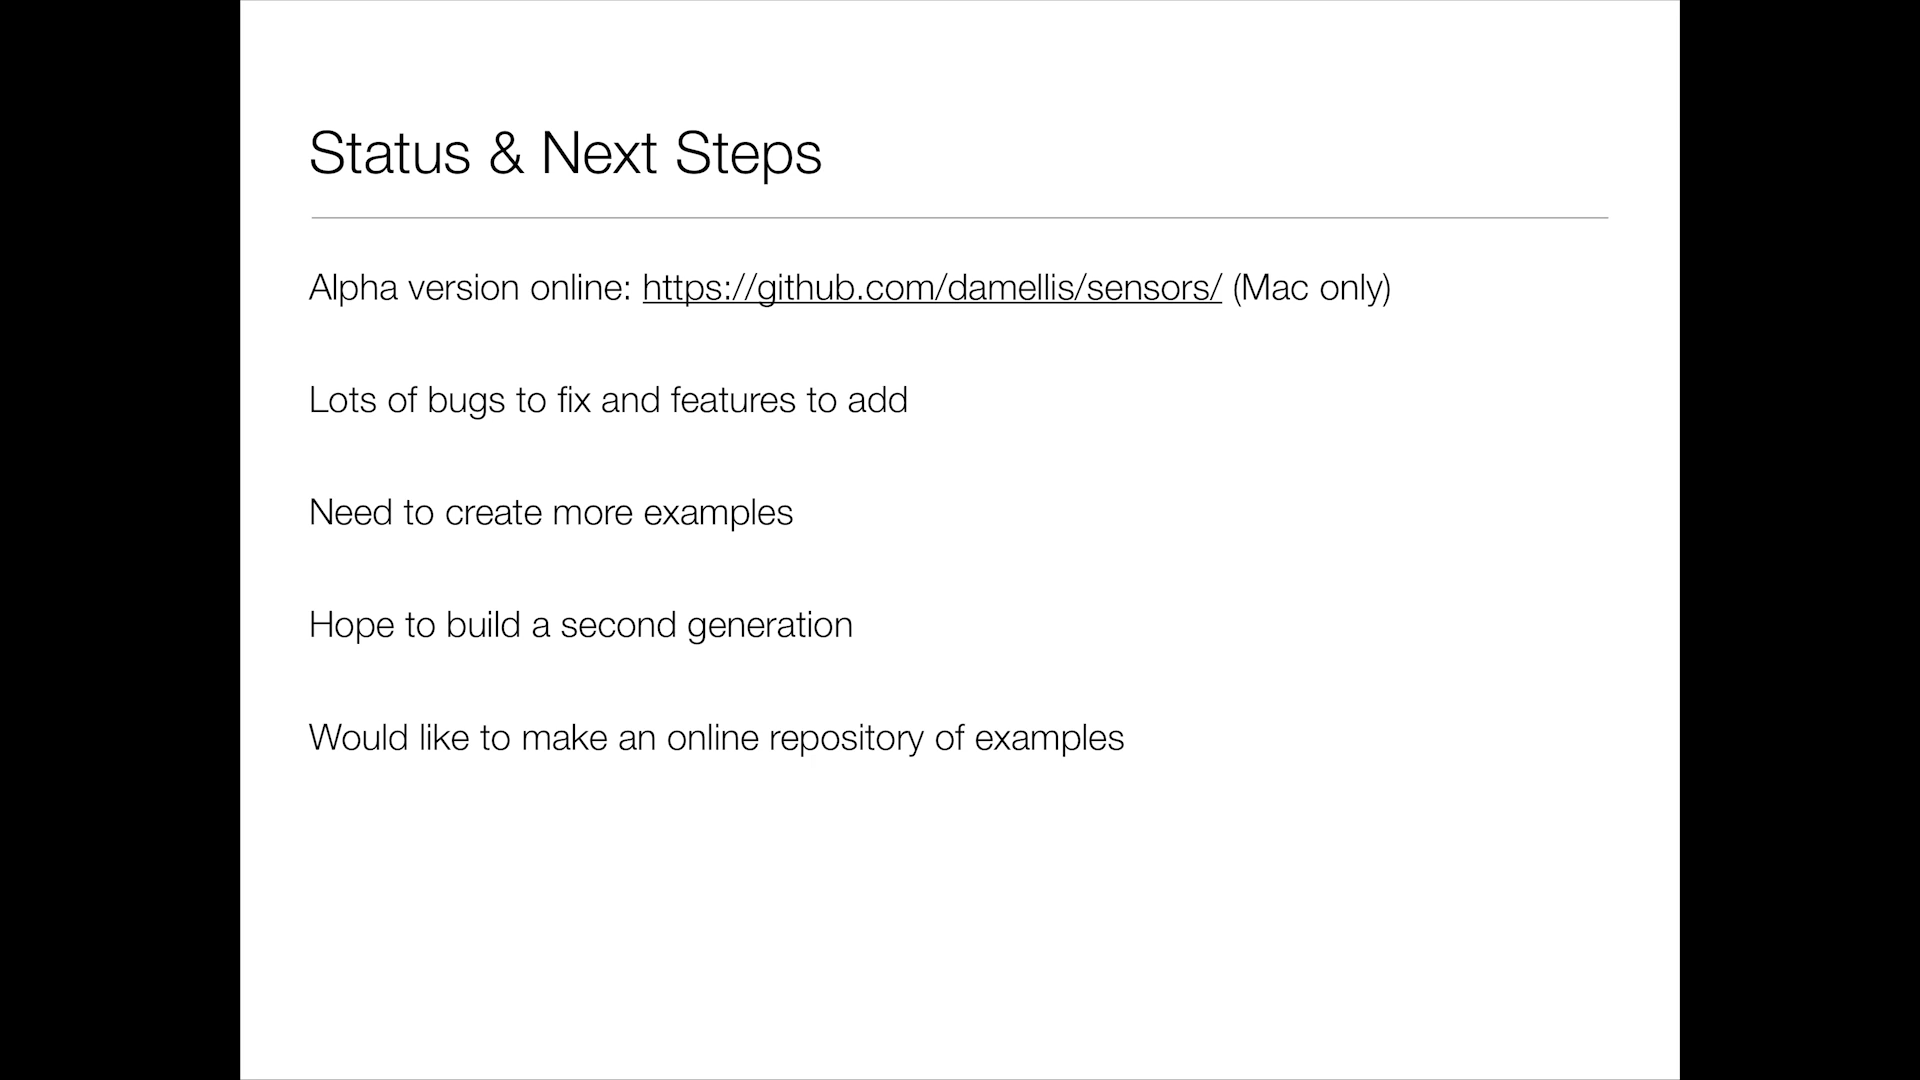 Status & Next Steps
Alpha version online: https://github.com/damellis/sensors/ (Mac only)
Lots of bugs to fix and features to add
Need to create more examples
Hope to build a second generation
Would like to make an online repository of examples